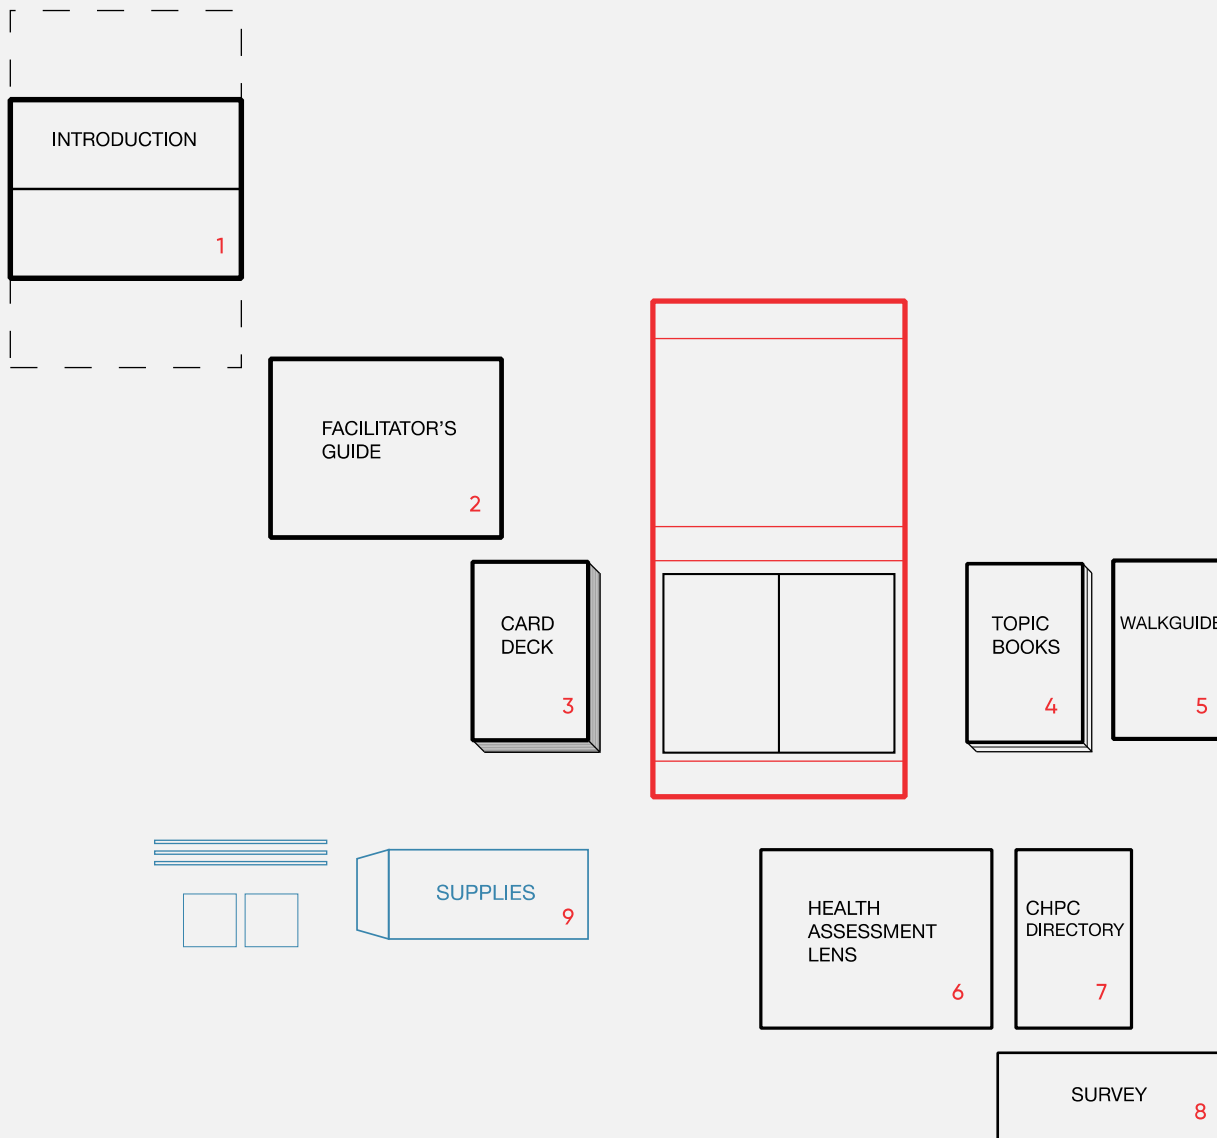 INTRODUCTION
1
FACILITATOR'S
GUIDE
2
CARD
DECK
3
TOPIC
BOOKS
4
WALKGUIDE
5
SUPPLIES
9
HEALTH
ASSESSMENT
LENS
6
CHPC
DIRECTORY
7
SURVEY
8